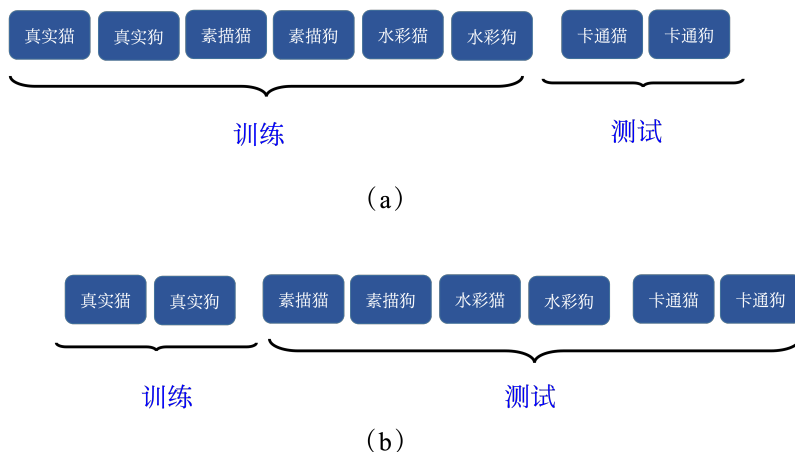 真实猫 真实狗 素描猫 素描狗 水彩猫 水彩狗 卡通猫 卡通狗
训练 测试
(a)
真实猫 真实狗 素描猫 素描狗 水彩猫 水彩狗 卡通猫 卡通狗
训练 测试
(b)